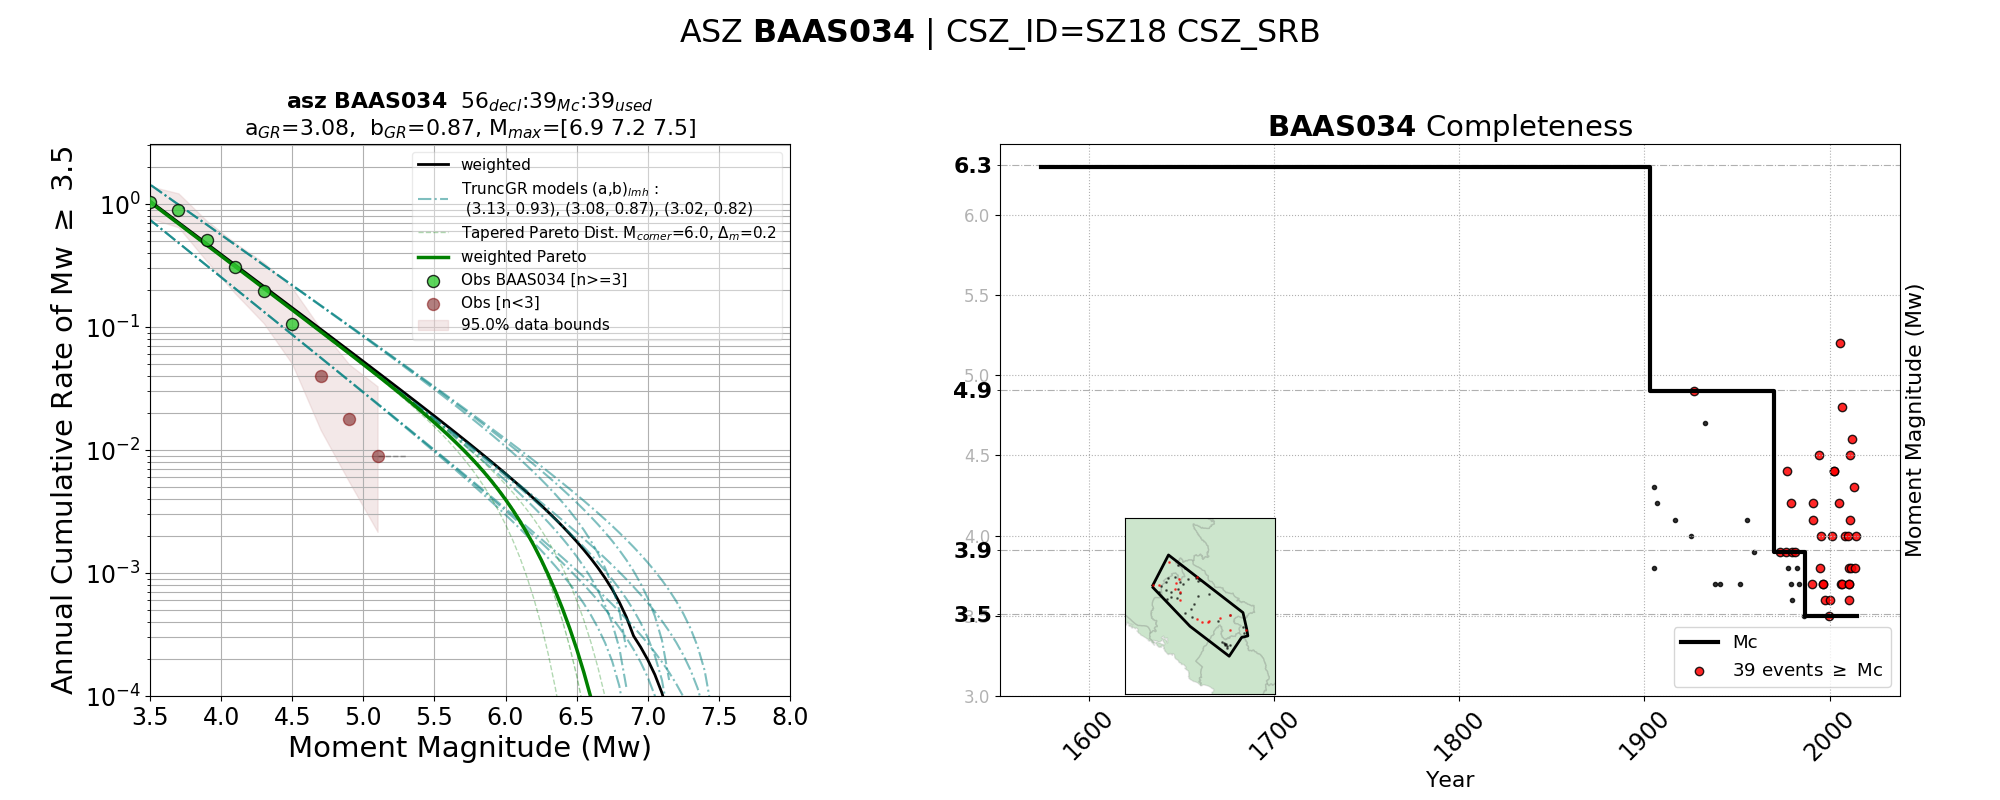 ASZ BAAS034 | CSZ_ID=SZ18 CSZ_SRB
asz BAAS034 56decl:39Mc:39used
aGR=3.08, bGR=0.87, Mmax=[6.9 7.2 7.5]
Annual Cumulative Rate of Mw ≥ 3.5
10^0
10^−1
10^−2
10^−3
10^−4
weighted
TruncGR models (a,b)lmh :
(3.13, 0.93), (3.08, 0.87), (3.02, 0.82)
Tapered Pareto Dist. Mcorner=6.0, Δm=0.2
weighted Pareto
Obs BAAS034 [n>=3]
Obs [n<3]
95.0% data bounds
3.5 4.0 4.5 5.0 5.5 6.0 6.5 7.0 7.5 8.0
Moment Magnitude (Mw)
BAAS034 Completeness
6.3
6.0
5.5
5.0
4.9
4.5
4.0
3.9
3.5
3.5
3.0
Moment Magnitude (Mw)
Mc
39 events ≥ Mc
1600 1700 1800 1900 2000
Year